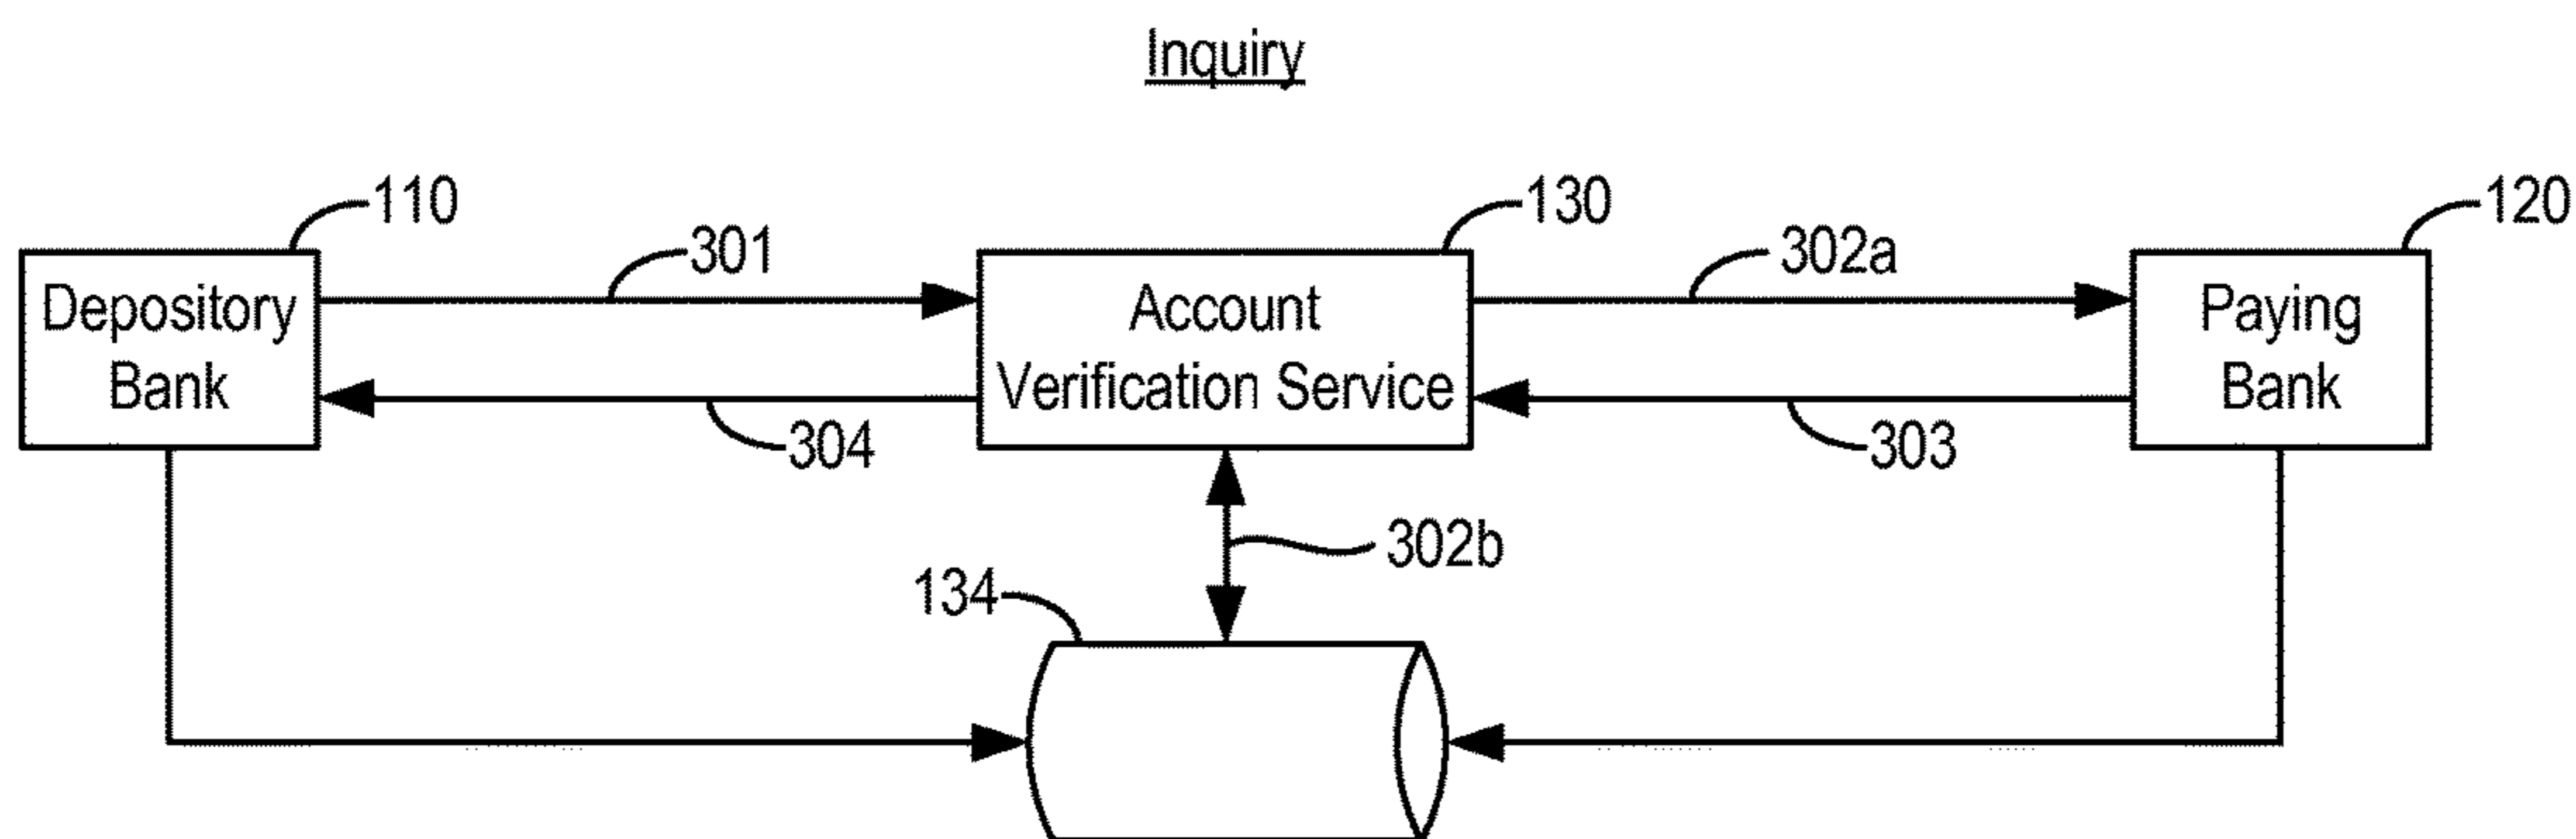 Inquiry
110
130
120
301
302a
Depository
Bank
Account
Verification Service
Paying
Bank
304
303
302b
134